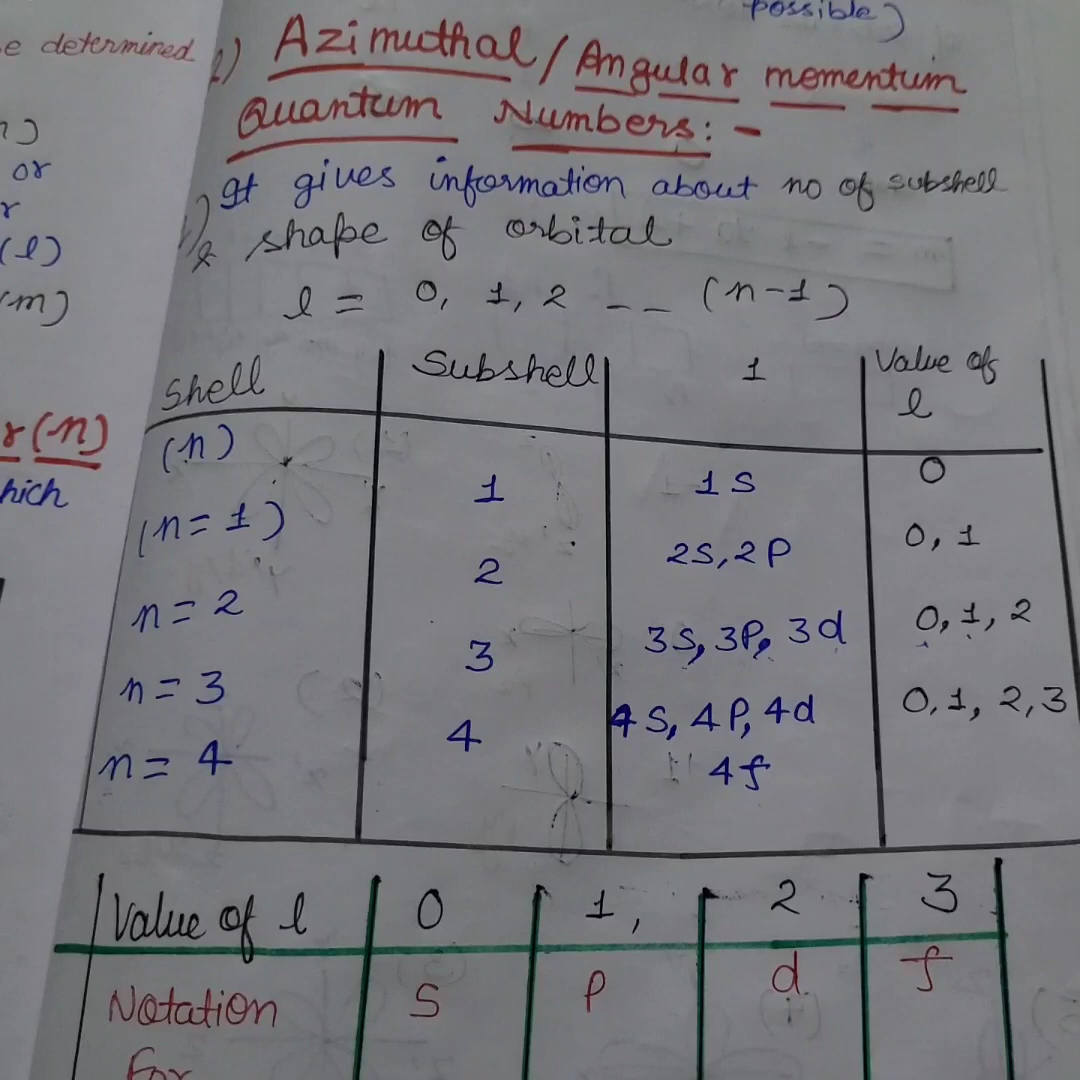 possible)
e determined
2) Azimuthal / Angular momentum
Quantum Numbers: -
n)
or
r
(l)
(m)
r (n)
hich
1) It gives information about no of subshell
& shape of orbital
l = 0, 1, 2 -- (n-1)
Shell | Subshell | 1 | Value of l
(n)
(n=1) | 1 | 1s | 0
n=2 | 2 | 2s, 2p | 0, 1
n=3 | 3 | 3s, 3p, 3d | 0, 1, 2
n=4 | 4 | 4s, 4p, 4d | 0, 1, 2, 3
4f
Value of l | 0 | 1, | 2 | 3
Notation | s | p | d | f
For